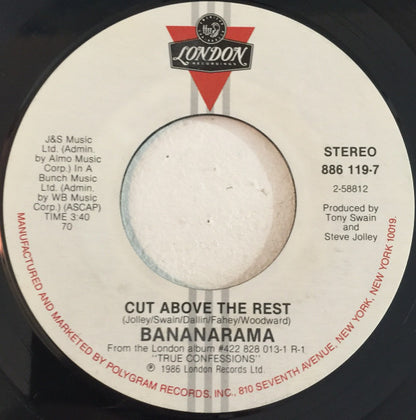 LONDON
RECORDINGS
J&S Music
Ltd. (Admin.
by Almo Music
Corp.) In A
Bunch Music
Ltd. (Admin.
by WB Music
Corp.) (ASCAP)
TIME 3:40
70
STEREO
886 119-7
2-58812
Produced by
Tony Swain
and
Steve Jolley
CUT ABOVE THE REST
(Jolley/Swain/Dallin/Fahey/Woodward)
BANANARAMA
From the London album #422 828 013-1 R-1
"TRUE CONFESSIONS"
℗ 1986 London Records Ltd.
MANUFACTURED AND MARKETED BY POLYGRAM RECORDS, INC., 810 SEVENTH AVENUE, NEW YORK, NEW YORK 10019.